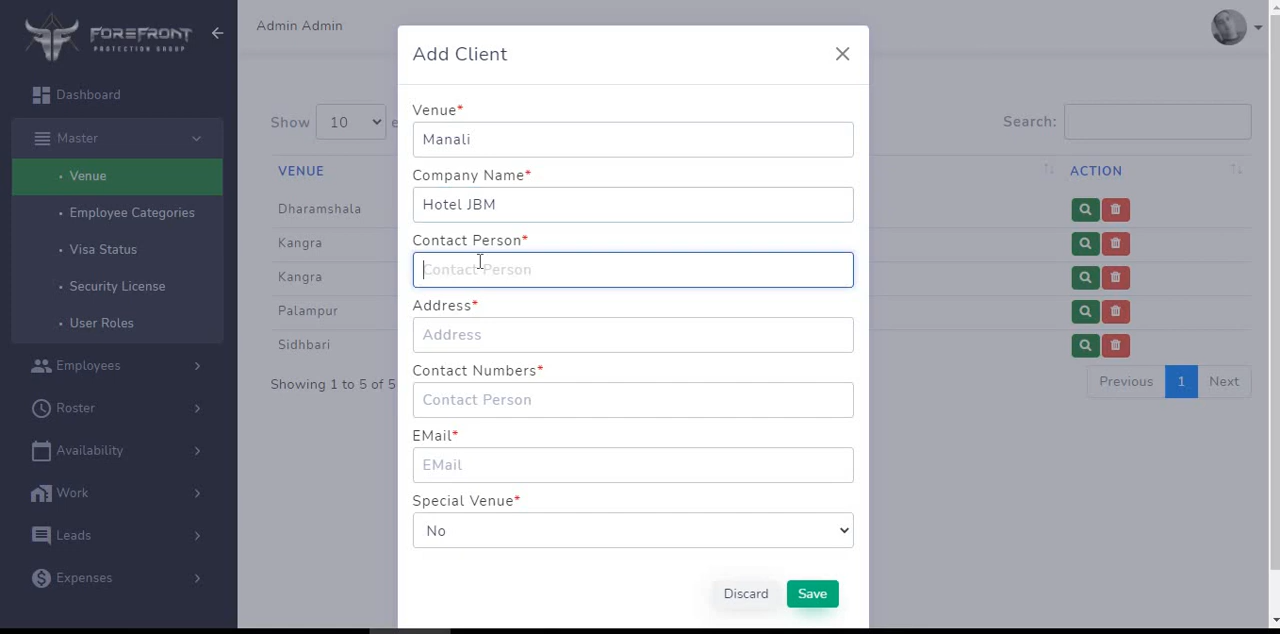 FOREFRONT
PROTECTION GROUP
Dashboard
Master
Venue
Employee Categories
Visa Status
Security License
User Roles
Employees
Roster
Availability
Work
Leads
Expenses
Admin Admin
Show 10 e
Search:
VENUE
ACTION
Dharamshala
Kangra
Kangra
Palampur
Sidhbari
Showing 1 to 5 of 5
Previous 1 Next
Add Client
Venue*
Manali
Company Name*
Hotel JBM
Contact Person*
Contact Person
Address*
Address
Contact Numbers*
Contact Person
EMail*
EMail
Special Venue*
No
Discard Save